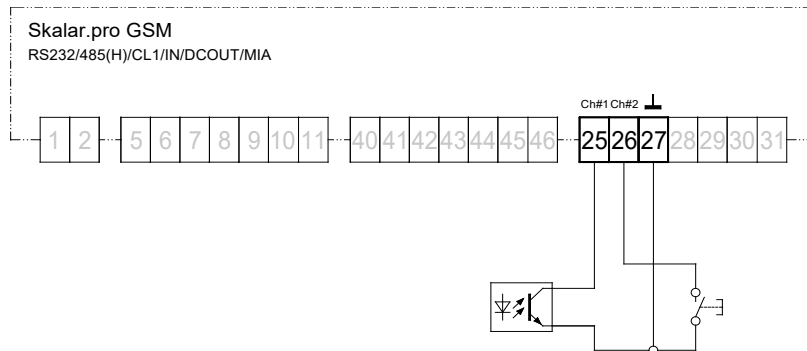 Skalar.pro GSM
RS232/485(H)/CL1/IN/DCOUT/MIA
Ch#1 Ch#2
1 2 5 6 7 8 9 10 11 40 41 42 43 44 45 46 25 26 27 28 29 30 31